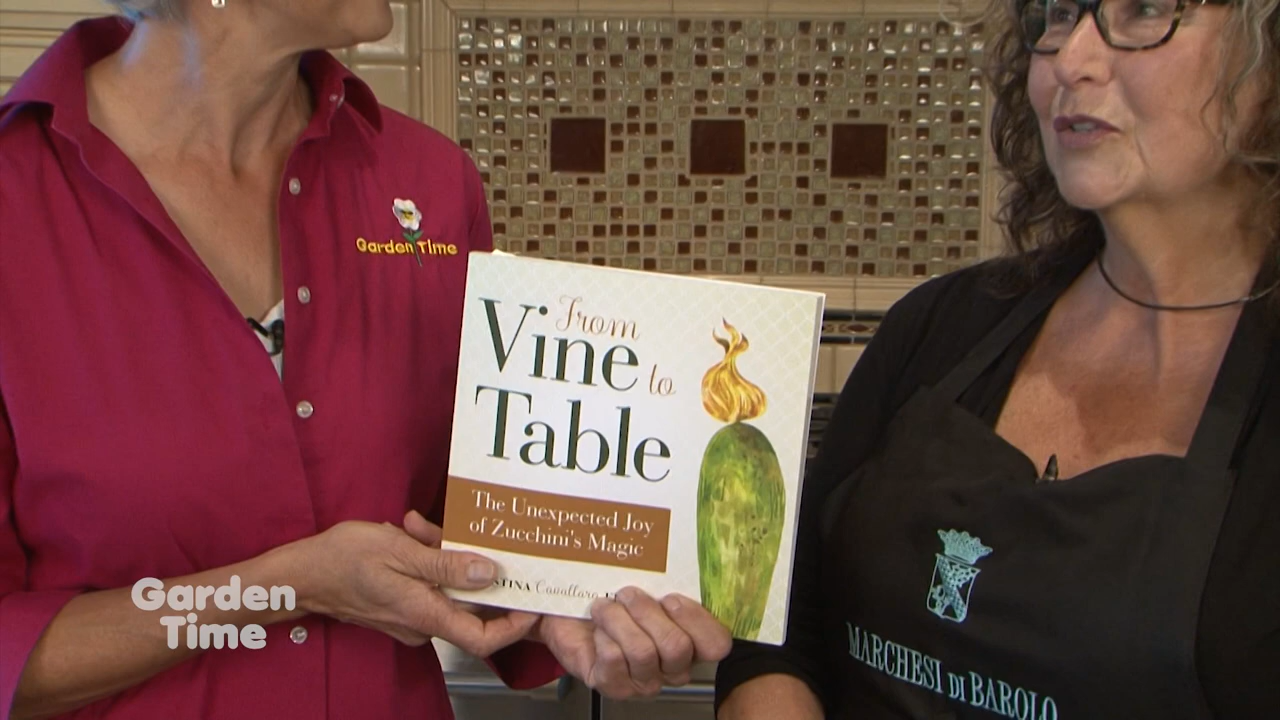 Garden Time
From
Vine to
Table
The Unexpected Joy
of Zucchini's Magic
Cavallaro
MARCHESI DI BAROLO
Garden
Time